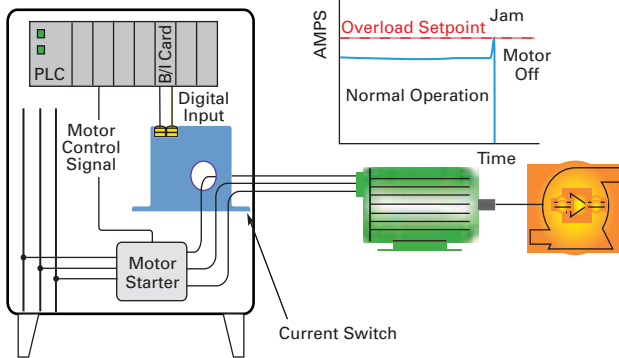 PLC
B/I Card
Digital
Input
Motor
Control
Signal
Motor
Starter
Current Switch
AMPS
Jam
Overload Setpoint
Motor
Off
Normal Operation
Time